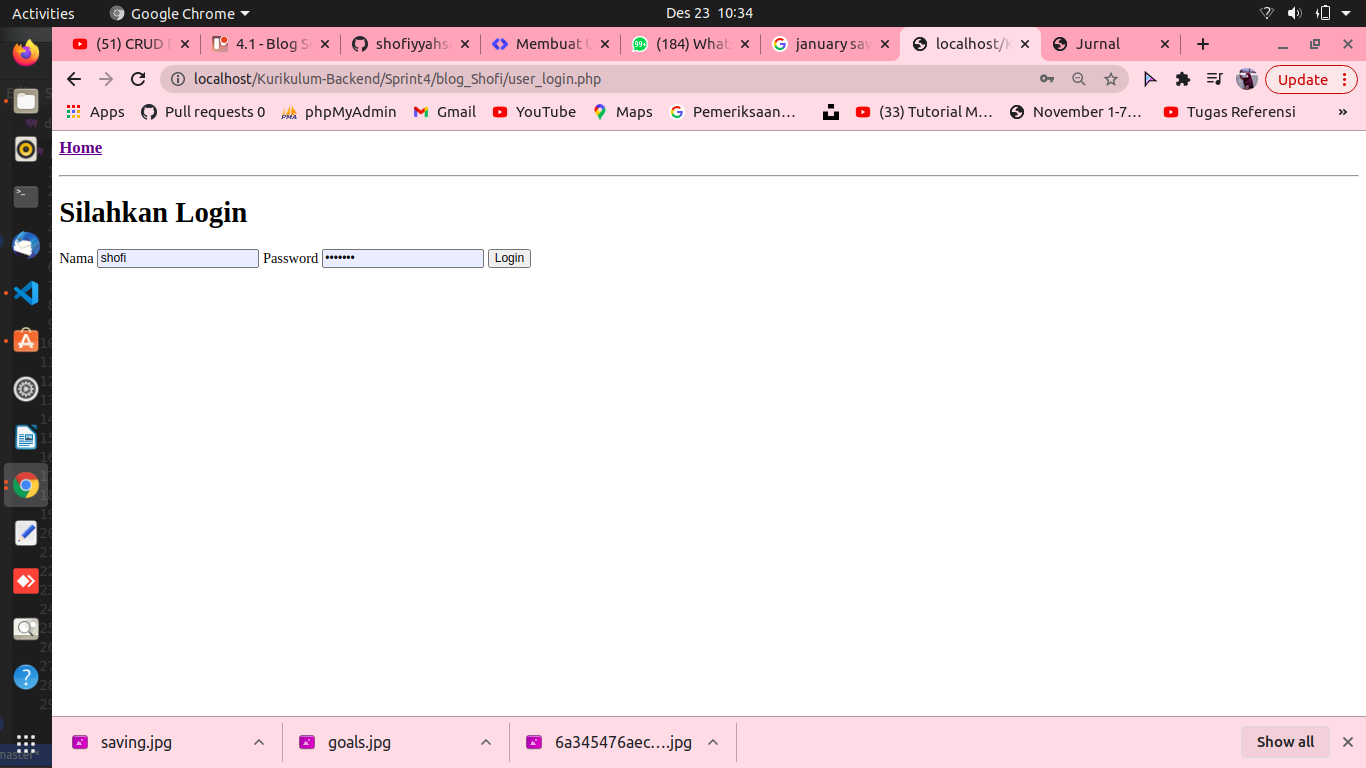 Activities Google Chrome Des 23 10:34
(51) CRUD 4.1 - Blog S shofiyyahs Membuat (184) What january sav localhost/K Jurnal
localhost/Kurikulum-Backend/Sprint4/blog_Shofi/user_login.php Update
Apps Pull requests 0 phpMyAdmin Gmail YouTube Maps Pemeriksaan… (33) Tutorial M… November 1-7… Tugas Referensi »
Home
Silahkan Login
Nama shofi Password ••••••• Login
saving.jpg goals.jpg 6a345476aec….jpg Show all